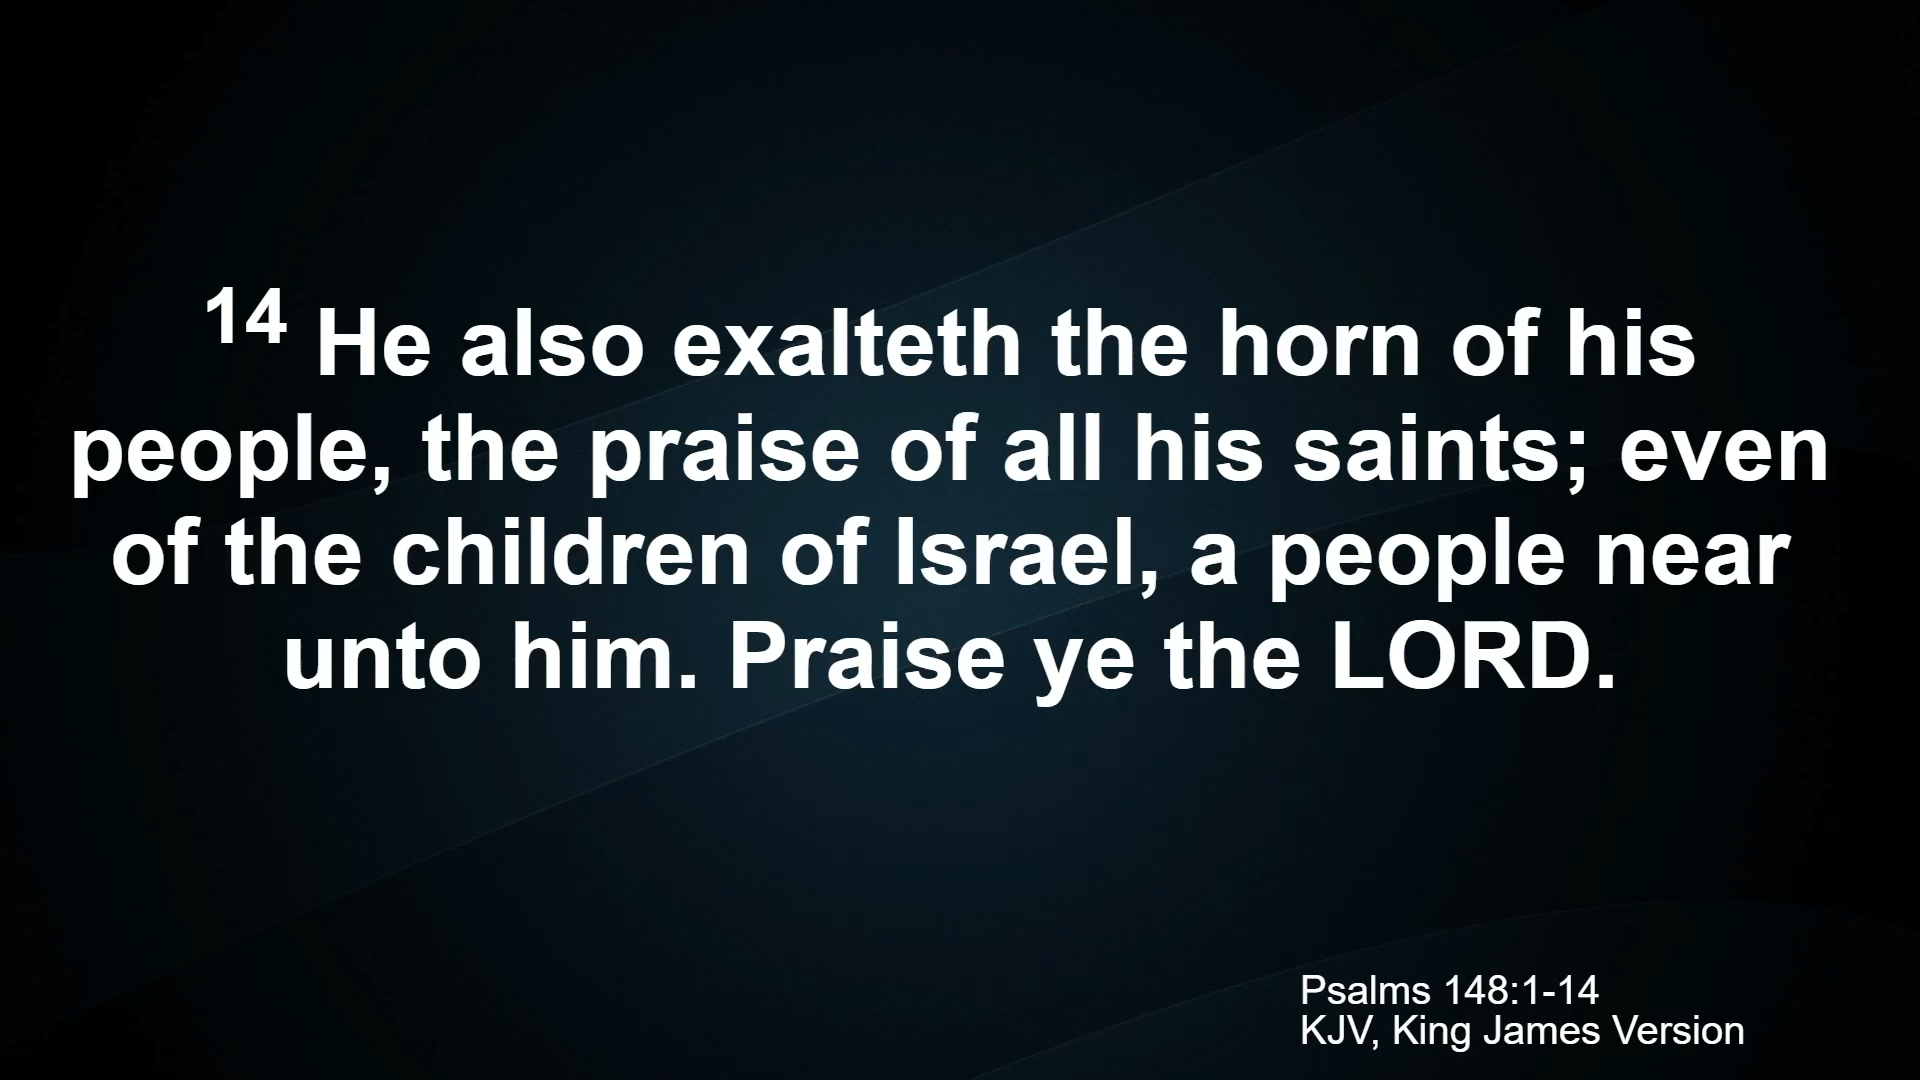 14 He also exalteth the horn of his
people, the praise of all his saints; even
of the children of Israel, a people near
unto him. Praise ye the LORD.
Psalms 148:1-14
KJV, King James Version